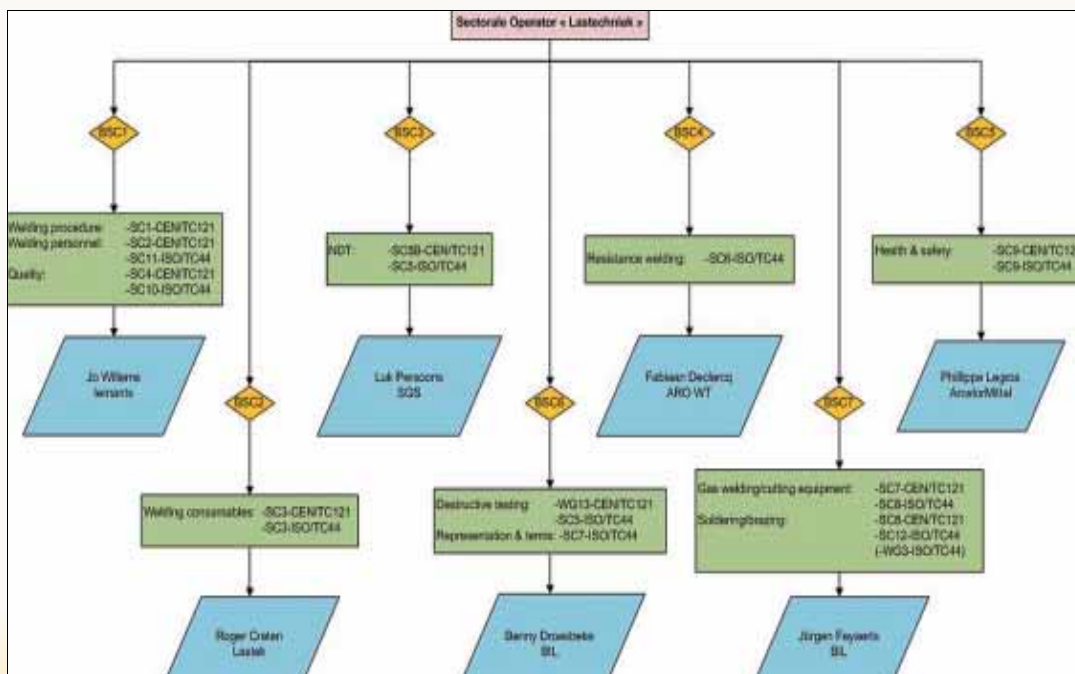 Sectorale Operator « Lastechniek »
BSC1
BSC3
BSC4
BSC5
Welding procedure: -SC1-CEN/TC121
Welding personnel: -SC2-CEN/TC121
-SC11-ISO/TC44
Quality: -SC4-CEN/TC121
-SC10-ISO/TC44
NDT: -SC5B-CEN/TC121
-SC5-ISO/TC44
Resistance welding: -SC6-ISO/TC44
Health & safety: -SC9-CEN/TC12
-SC9-ISO/TC44
Jo Willems
Luk Persoons
SGS
Fabisen Declercq
ARO WT
Philippe Legros
ArcelorMittal
BSC2
BSC6
BSC7
Welding consumables: -SC3-CEN/TC121
-SC3-ISO/TC44
Destructive testing -WG13-CEN/TC121
-SC5-ISO/TC44
Representation & terms: -SC7-ISO/TC44
Gas welding/cutting equipment: -SC7-CEN/TC121
-SC8-ISO/TC44
Soldering/brazing: -SC8-CEN/TC121
-SC12-ISO/TC44
(-WG3-ISO/TC44)
Roger Craten
Lastek
Benny Droesbeke
BIL
Jürgen Feyaerts
BIL